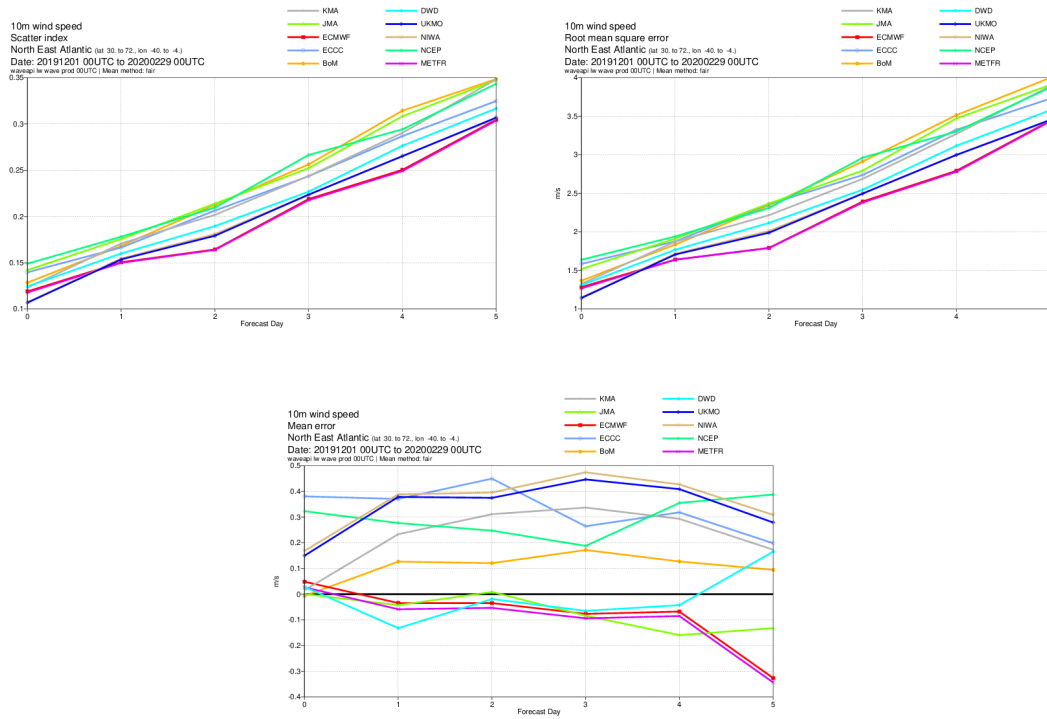 10m wind speed
Scatter index
North East Atlantic (lat 30. to 72., lon -40. to -4.)
Date: 20191201 00UTC to 20200229 00UTC
waveapi lw wave prod 00UTC | Mean method: fair
KMA
JMA
ECMWF
ECCC
BoM
DWD
UKMO
NIWA
NCEP
METFR
0.35
0.3
0.25
0.2
0.15
0.1
0 1 2 3 4 5
Forecast Day
10m wind speed
Root mean square error
North East Atlantic (lat 30. to 72., lon -40. to -4.)
Date: 20191201 00UTC to 20200229 00UTC
waveapi lw wave prod 00UTC | Mean method: fair
KMA
JMA
ECMWF
ECCC
BoM
DWD
UKMO
NIWA
NCEP
METFR
4
3.5
3
2.5
2
1.5
1
m/s
0 1 2 3 4
Forecast Day
10m wind speed
Mean error
North East Atlantic (lat 30. to 72., lon -40. to -4.)
Date: 20191201 00UTC to 20200229 00UTC
waveapi lw wave prod 00UTC | Mean method: fair
KMA
JMA
ECMWF
ECCC
BoM
DWD
UKMO
NIWA
NCEP
METFR
0.5
0.4
0.3
0.2
0.1
0
-0.1
-0.2
-0.3
-0.4
m/s
0 1 2 3 4 5
Forecast Day